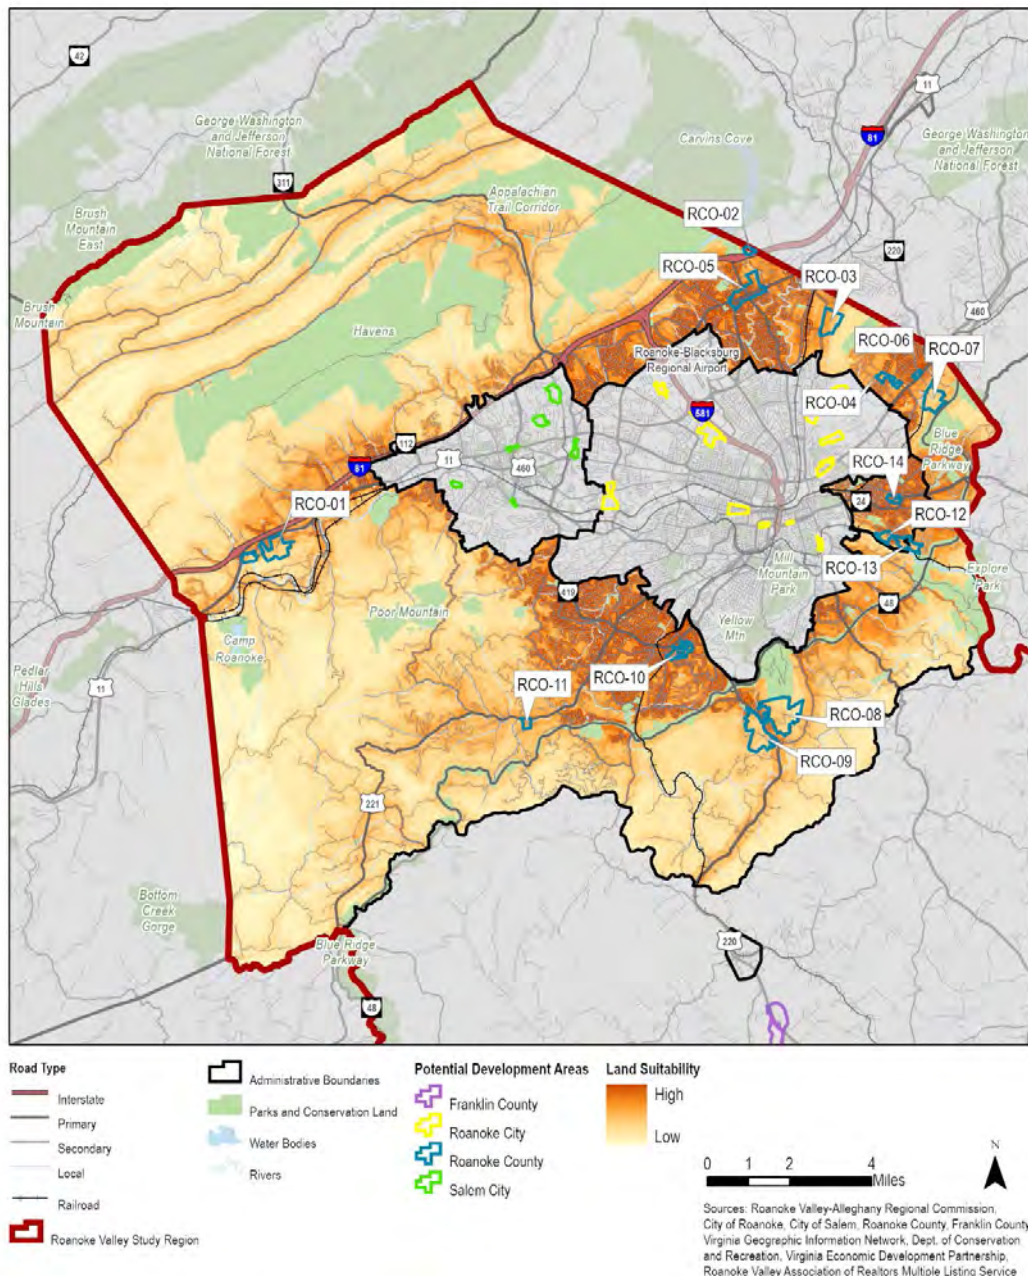 42
11
81
George Washington
and Jefferson
National Forest
Carvins Cove
George Washington
and Jefferson
National Forest
311
Appalachian
Trail Corridor
Brush
Mountain
East
RCO-02
220
RCO-05
RCO-03
460
Brush
Mountain
Havens
RCO-06
RCO-07
Roanoke-Blacksburg
Regional Airport
RCO-04
581
112
11
81
460
Blue
Ridge
Parkway
RCO-14
RCO-01
24
RCO-12
RCO-13
Mill
Mountain
Park
Explore
Park
419
48
Poor Mountain
Camp
Roanoke
Yellow
Mtn
Pedlar
Hills
Glades
11
RCO-11
RCO-10
RCO-08
RCO-09
221
Bottom
Creek
Gorge
Blue Ridge
Parkway
220
48
Road Type
Interstate
Primary
Secondary
Local
Railroad
Roanoke Valley Study Region
Administrative Boundaries
Parks and Conservation Land
Water Bodies
Rivers
Potential Development Areas
Franklin County
Roanoke City
Roanoke County
Salem City
Land Suitability
High
Low
0 1 2 4
Miles
N
Sources: Roanoke Valley-Alleghany Regional Commission,
City of Roanoke, City of Salem, Roanoke County, Franklin County
Virginia Geographic Information Network, Dept. of Conservation
and Recreation, Virginia Economic Development Partnership,
Roanoke Valley Association of Realtors Multiple Listing Service